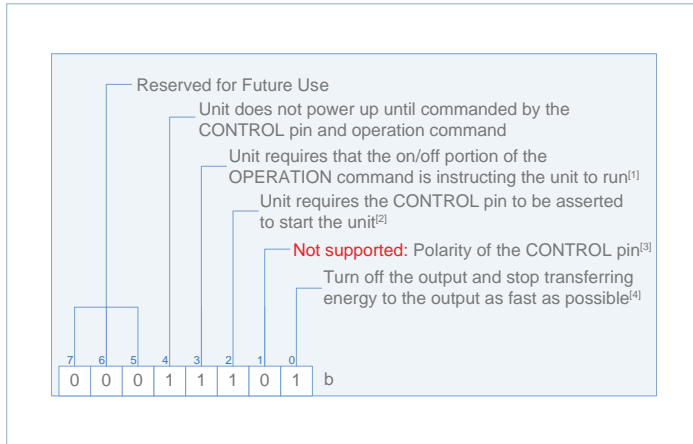 Reserved for Future Use
Unit does not power up until commanded by the
CONTROL pin and operation command
Unit requires that the on/off portion of the
OPERATION command is instructing the unit to run[1]
Unit requires the CONTROL pin to be asserted
to start the unit[2]
Not supported: Polarity of the CONTROL pin[3]
Turn off the output and stop transferring
energy to the output as fast as possible[4]
7 6 5 4 3 2 1 0
0 0 0 1 1 1 0 1 b